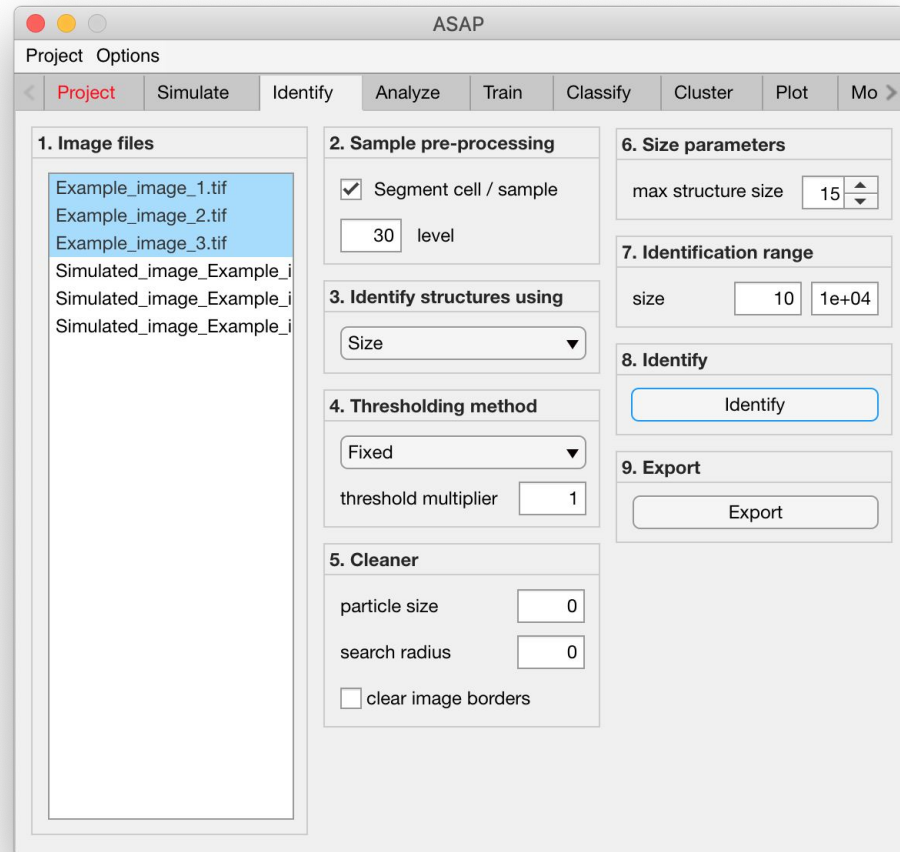 ASAP
Project Options
Project Simulate Identify Analyze Train Classify Cluster Plot Mo
1. Image files
Example_image_1.tif
Example_image_2.tif
Example_image_3.tif
Simulated_image_Example_i
Simulated_image_Example_i
Simulated_image_Example_i
2. Sample pre-processing
Segment cell / sample
30 level
3. Identify structures using
Size
4. Thresholding method
Fixed
threshold multiplier 1
5. Cleaner
particle size 0
search radius 0
clear image borders
6. Size parameters
max structure size 15
7. Identification range
size 10 1e+04
8. Identify
Identify
9. Export
Export